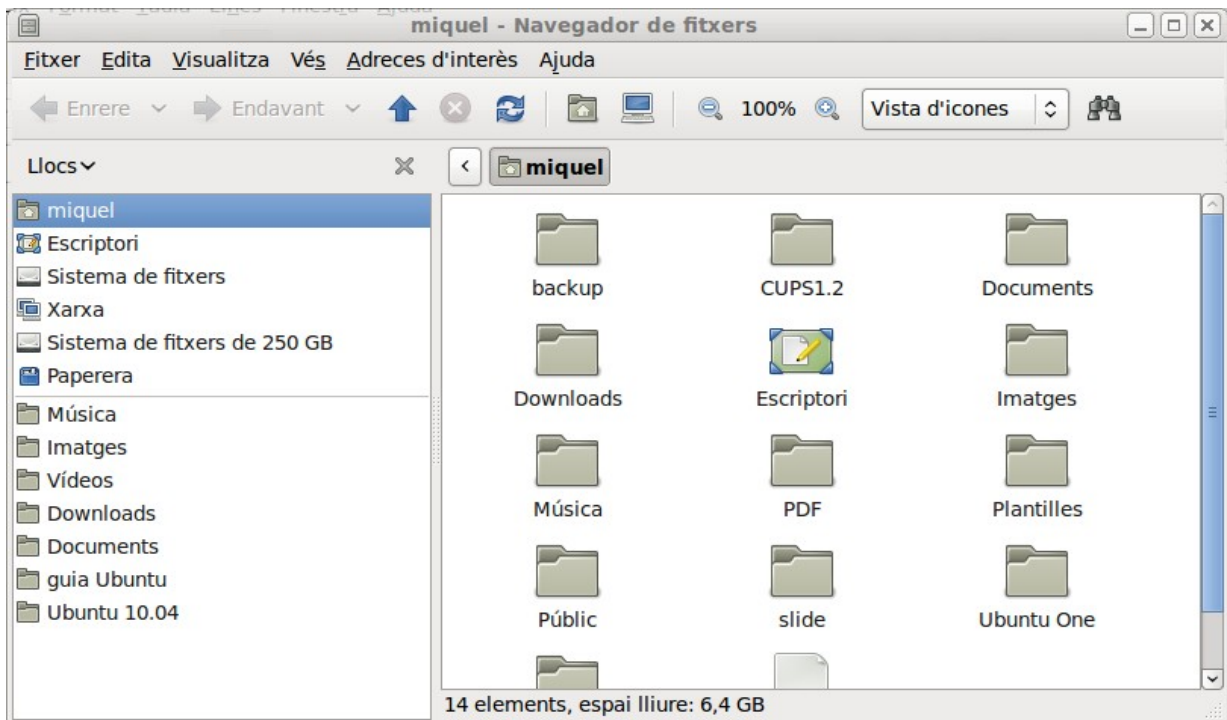 miquel - Navegador de fitxers
Fitxer Edita Visualitza Vés Adreces d'interès Ajuda
Enrere Endavant 100% Vista d'icones
Llocs miquel
miquel
Escriptori
Sistema de fitxers
Xarxa
Sistema de fitxers de 250 GB
Paperera
Música
Imatges
Vídeos
Downloads
Documents
guia Ubuntu
Ubuntu 10.04
backup CUPS1.2 Documents
Downloads Escriptori Imatges
Música PDF Plantilles
Públic slide Ubuntu One
14 elements, espai lliure: 6,4 GB